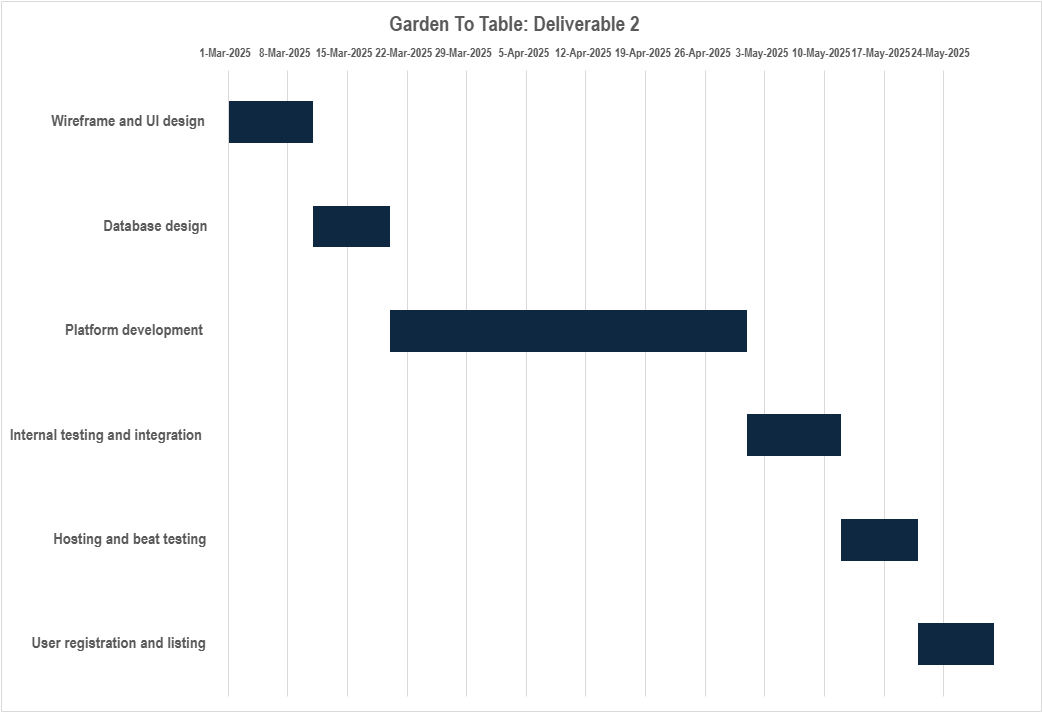 Garden To Table: Deliverable 2
1-Mar-2025 8-Mar-2025 15-Mar-2025 22-Mar-2025 29-Mar-2025 5-Apr-2025 12-Apr-2025 19-Apr-2025 26-Apr-2025 3-May-2025 10-May-2025 17-May-2025 24-May-2025
Wireframe and UI design
Database design
Platform development
Internal testing and integration
Hosting and beat testing
User registration and listing